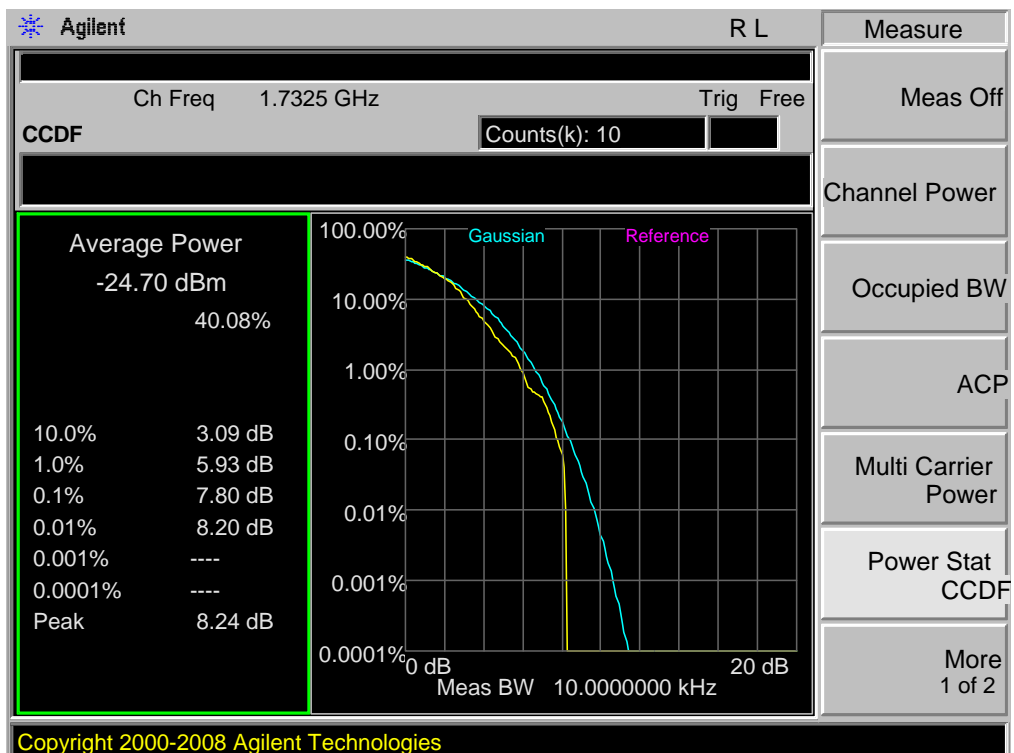 Agilent R L Measure
Ch Freq 1.7325 GHz Trig Free
CCDF Counts(k): 10
Average Power
-24.70 dBm
40.08%
10.0% 3.09 dB
1.0% 5.93 dB
0.1% 7.80 dB
0.01% 8.20 dB
0.001% ----
0.0001% ----
Peak 8.24 dB
Gaussian Reference
100.00%
10.00%
1.00%
0.10%
0.01%
0.001%
0.0001%
0 dB 20 dB
Meas BW 10.0000000 kHz
Meas Off
Channel Power
Occupied BW
ACP
Multi Carrier
Power
Power Stat
CCDF
More
1 of 2
Copyright 2000-2008 Agilent Technologies